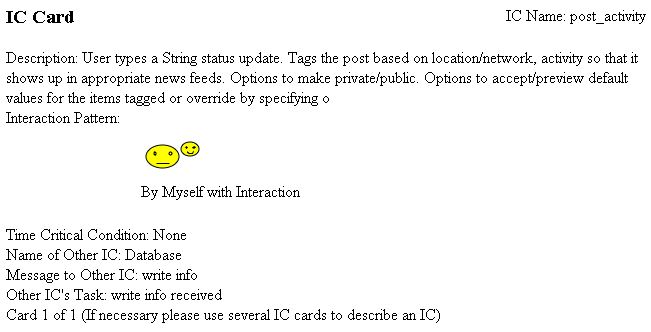 IC Card
IC Name: post_activity
Description: User types a String status update. Tags the post based on location/network, activity so that it
shows up in appropriate news feeds. Options to make private/public. Options to accept/preview default
values for the items tagged or override by specifying o
Interaction Pattern:
By Myself with Interaction
Time Critical Condition: None
Name of Other IC: Database
Message to Other IC: write info
Other IC's Task: write info received
Card 1 of 1 (If necessary please use several IC cards to describe an IC)